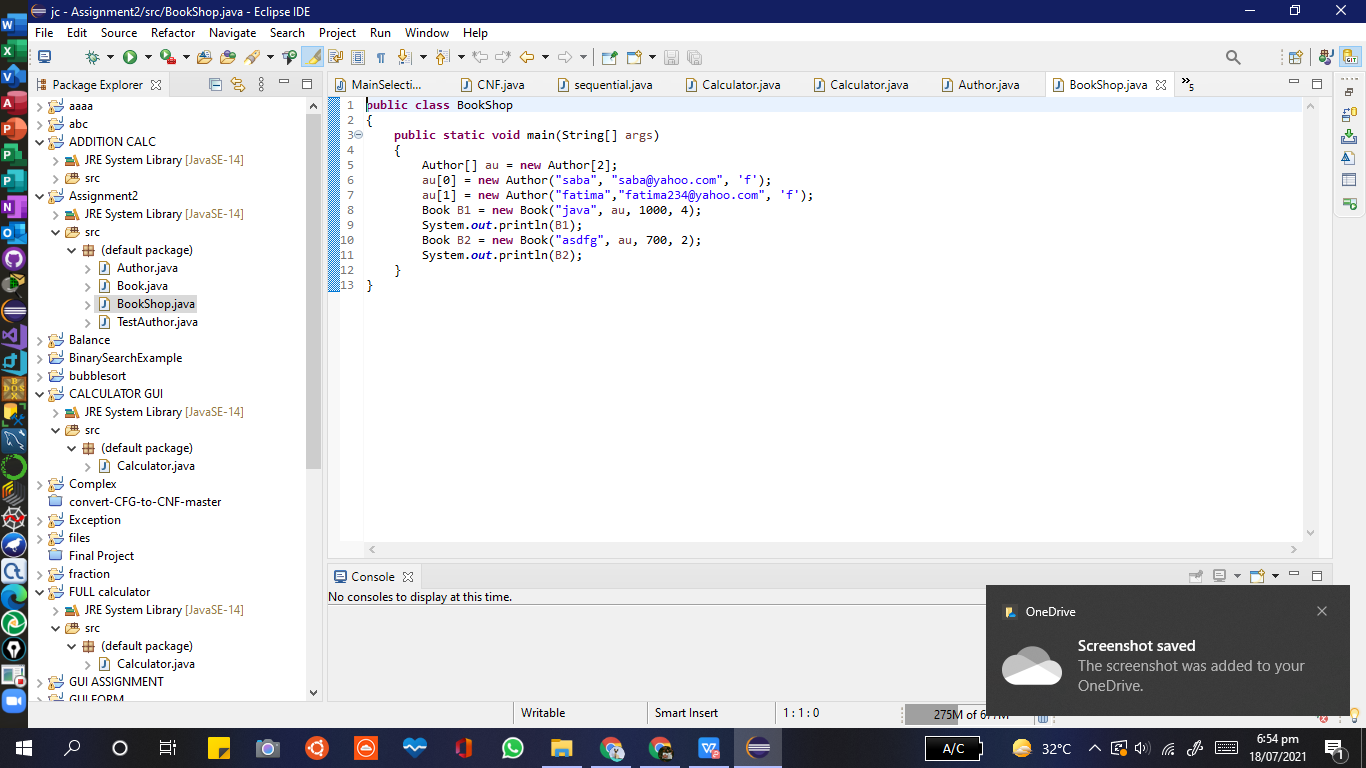 jc - Assignment2/src/BookShop.java - Eclipse IDE
File Edit Source Refactor Navigate Search Project Run Window Help
Package Explorer
MainSelecti... CNF.java sequential.java Calculator.java Calculator.java Author.java BookShop.java »5
aaaa
abc
ADDITION CALC
JRE System Library [JavaSE-14]
src
Assignment2
JRE System Library [JavaSE-14]
src
(default package)
Author.java
Book.java
BookShop.java
TestAuthor.java
Balance
BinarySearchExample
bubblesort
CALCULATOR GUI
JRE System Library [JavaSE-14]
src
(default package)
Calculator.java
Complex
convert-CFG-to-CNF-master
Exception
files
Final Project
fraction
FULL calculator
JRE System Library [JavaSE-14]
src
(default package)
Calculator.java
GUI ASSIGNMENT
GUI FORM
1 public class BookShop
2 {
3 public static void main(String[] args)
4 {
5 Author[] au = new Author[2];
6 au[0] = new Author("saba", "saba@yahoo.com", 'f');
7 au[1] = new Author("fatima","fatima234@yahoo.com", 'f');
8 Book B1 = new Book("java", au, 1000, 4);
9 System.out.println(B1);
10 Book B2 = new Book("asdfg", au, 700, 2);
11 System.out.println(B2);
12 }
13 }
Console
No consoles to display at this time.
OneDrive
Screenshot saved
The screenshot was added to your
OneDrive.
Writable Smart Insert 1 : 1 : 0 275M of
A/C 32°C 6:54 pm
18/07/2021
1